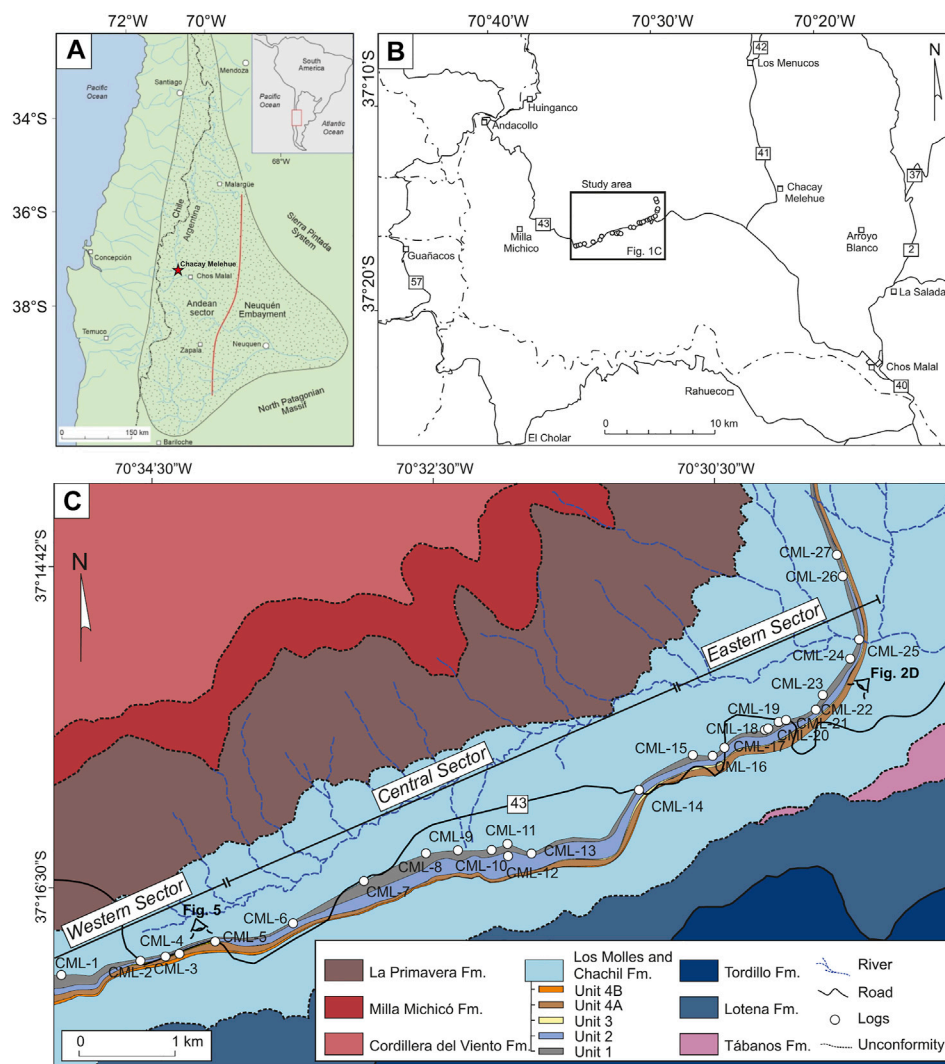 72°W
70°W
A
South
America
Pacific
Ocean
Atlantic
Ocean
68°W
Pacific
Ocean
Santiago
Mendoza
34°S
Malargüe
Chile
Argentina
36°S
Sierra Pintada
System
Concepción
Chacay Melehue
Chos Malal
38°S
Andean
sector
Neuquén
Embayment
Temuco
Zapala
Neuquen
North Patagonian
Massif
0
150 km
Bariloche
70°40'W
70°30'W
70°20'W
B
N
37°10'S
42
Los Menucos
Huinganco
Andacollo
41
37
Study area
Chacay
Melehue
43
Milla
Michico
Fig. 1C
Arroyo
Blanco
Guañacos
2
37°20'S
57
La Salada
Chos Malal
40
Rahueco
El Cholar
0
10 km
70°34'30"W
70°32'30"W
70°30'30"W
C
N
37°14'42"S
CML-27
CML-26
Eastern Sector
CML-25
CML-24
Fig. 2D
CML-23
CML-19
CML-22
CML-18
CML-21
CML-20
CML-17
CML-15
CML-16
Central Sector
CML-14
43
CML-9
CML-11
CML-8
CML-10
CML-13
CML-12
37°16'30"S
CML-7
Western Sector
Fig. 5
CML-6
CML-4
CML-5
CML-1
CML-2
CML-3
0
1 km
La Primavera Fm.
Milla Michicó Fm.
Cordillera del Viento Fm.
Los Molles and
Chachil Fm.
Unit 4B
Unit 4A
Unit 3
Unit 2
Unit 1
Tordillo Fm.
Lotena Fm.
Tábanos Fm.
River
Road
Logs
Unconformity